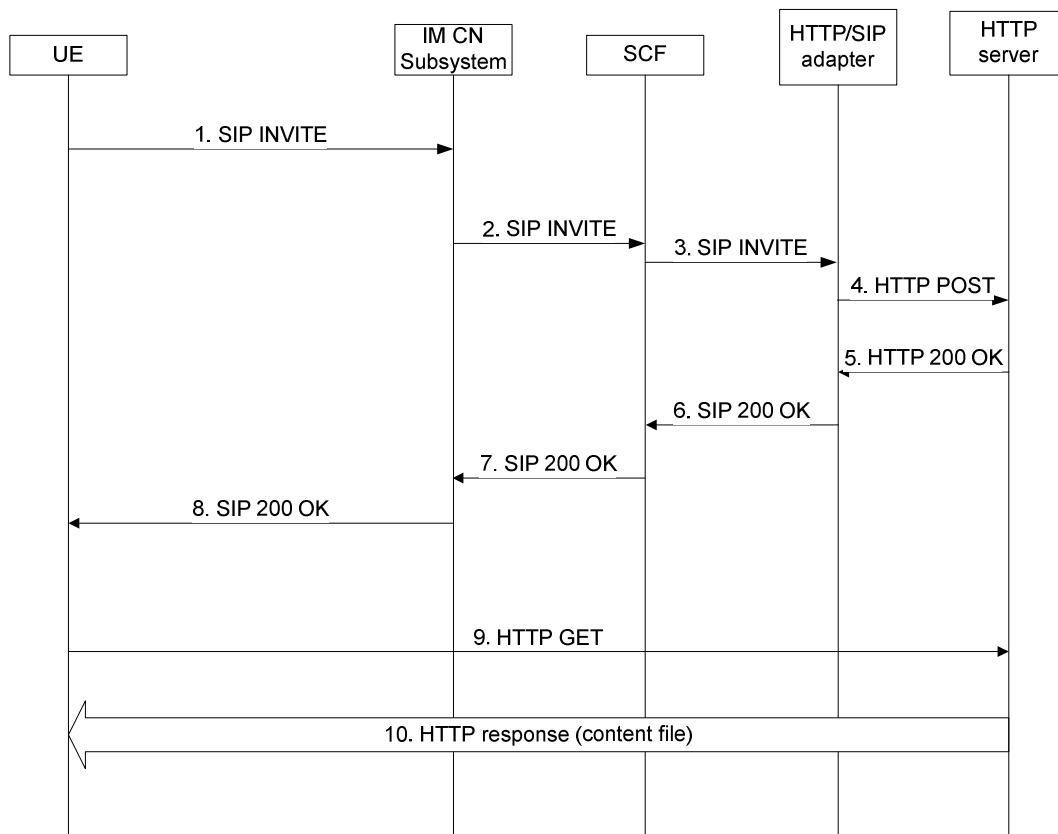 UE
IM CN
Subsystem
SCF
HTTP/SIP
adapter
HTTP
server
1. SIP INVITE
2. SIP INVITE
3. SIP INVITE
4. HTTP POST
5. HTTP 200 OK
6. SIP 200 OK
7. SIP 200 OK
8. SIP 200 OK
9. HTTP GET
10. HTTP response (content file)